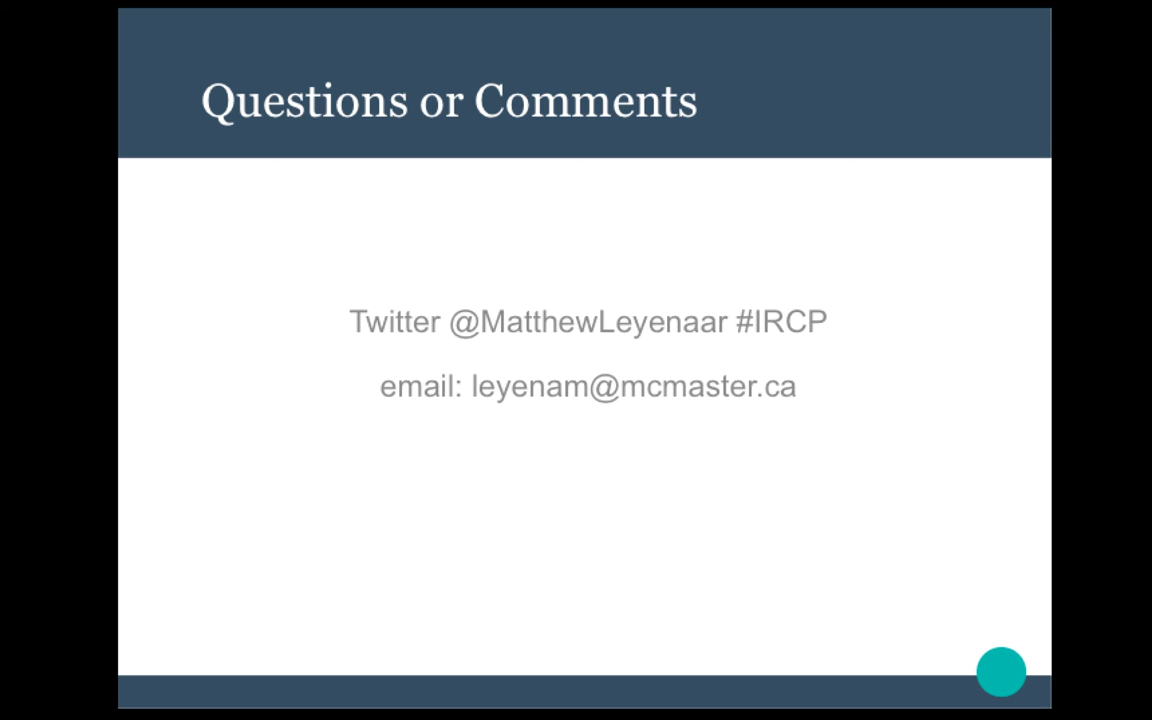 Questions or Comments
Twitter @MatthewLeyenaar #IRCP
email: leyenam@mcmaster.ca